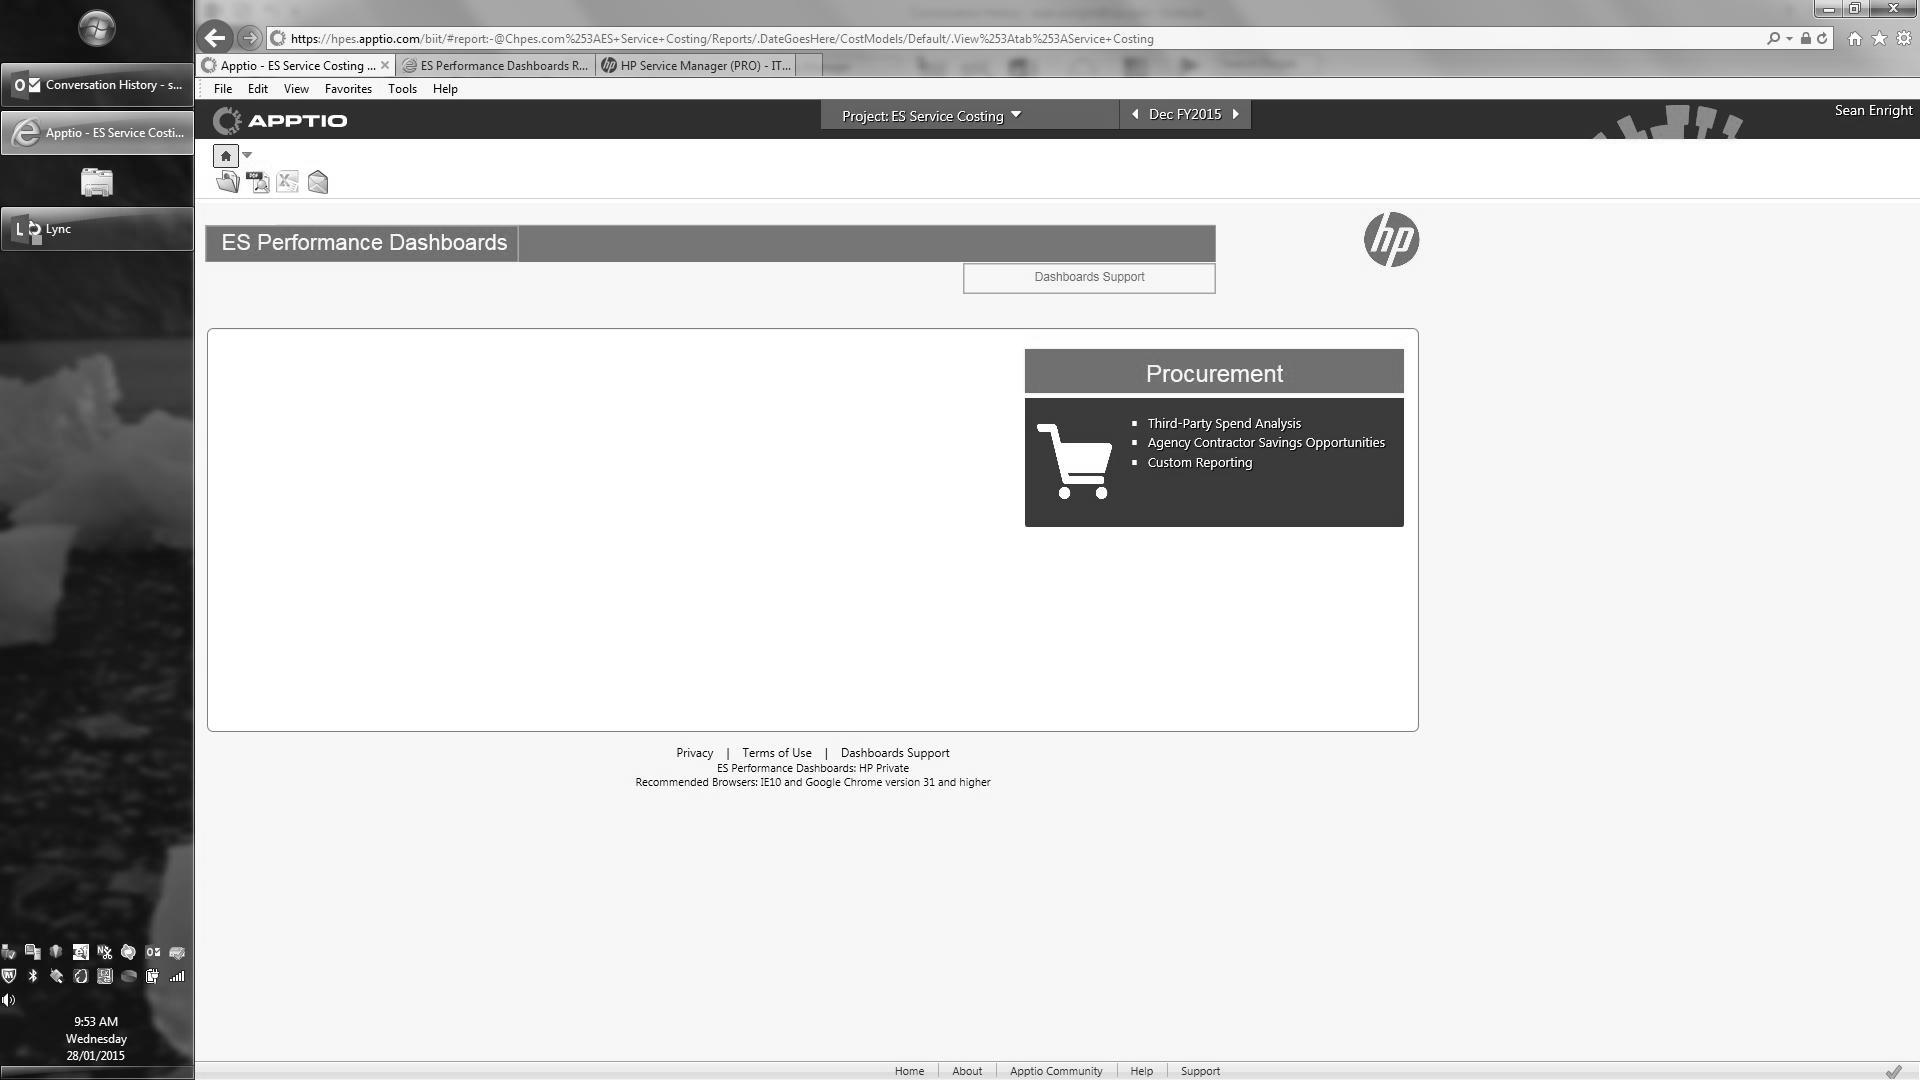 https://hpes.apptio.com/biit/#report:-@Chpes.com%253AES+Service+Costing/Reports/.DateGoesHere/CostModels/Default/.View%253Atab%253AService+Costing
Apptio - ES Service Costing ...
ES Performance Dashboards R...
HP Service Manager (PRO) - IT...
File Edit View Favorites Tools Help
Conversation History - s...
Apptio - ES Service Costi...
Lync
APPTIO
Project: ES Service Costing
Dec FY2015
Sean Enright
ES Performance Dashboards
hp
Dashboards Support
Procurement
Third-Party Spend Analysis
Agency Contractor Savings Opportunities
Custom Reporting
Privacy | Terms of Use | Dashboards Support
ES Performance Dashboards: HP Private
Recommended Browsers: IE10 and Google Chrome version 31 and higher
9:53 AM
Wednesday
28/01/2015
Home About Apptio Community Help Support